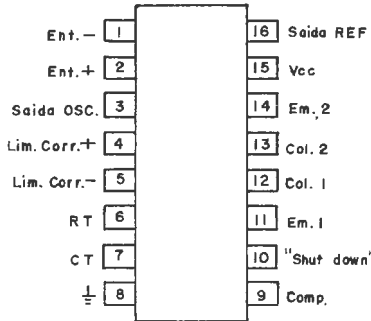 Ent.- 1
Ent.+ 2
Saida OSC. 3
Lim. Corr.+ 4
Lim. Corr.- 5
RT 6
CT 7
8
16 Saida REF
15 Vcc
14 Em. 2
13 Col. 2
12 Col. 1
11 Em. 1
10 "Shut down"
9 Comp.